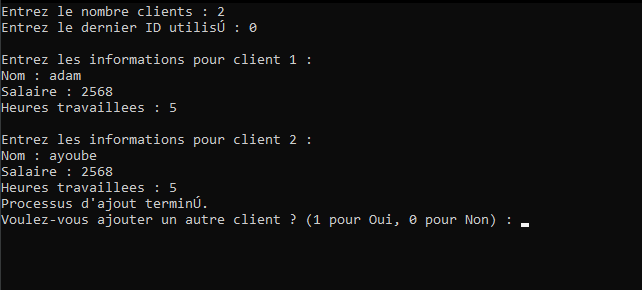 Entrez le nombre clients : 2
Entrez le dernier ID utilisÚ : 0
Entrez les informations pour client 1 :
Nom : adam
Salaire : 2568
Heures travaillees : 5
Entrez les informations pour client 2 :
Nom : ayoube
Salaire : 2568
Heures travaillees : 5
Processus d'ajout terminÚ.
Voulez-vous ajouter un autre client ? (1 pour Oui, 0 pour Non) :